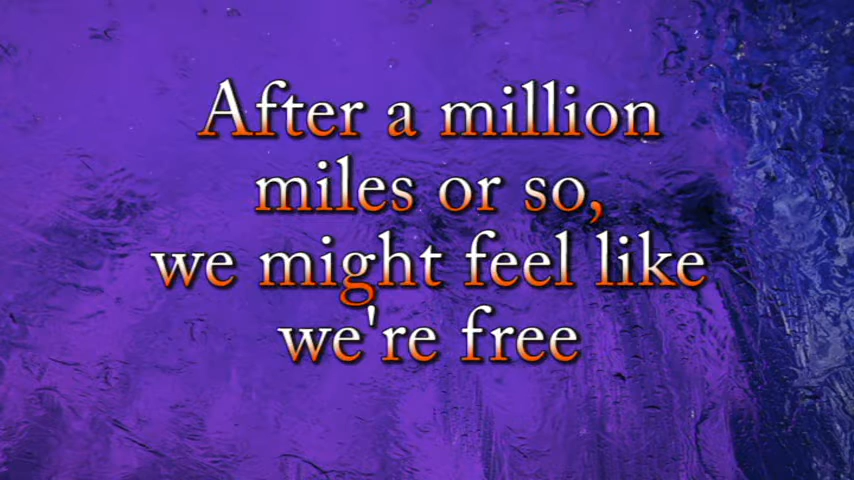 After a million
miles or so,
we might feel like
we're free